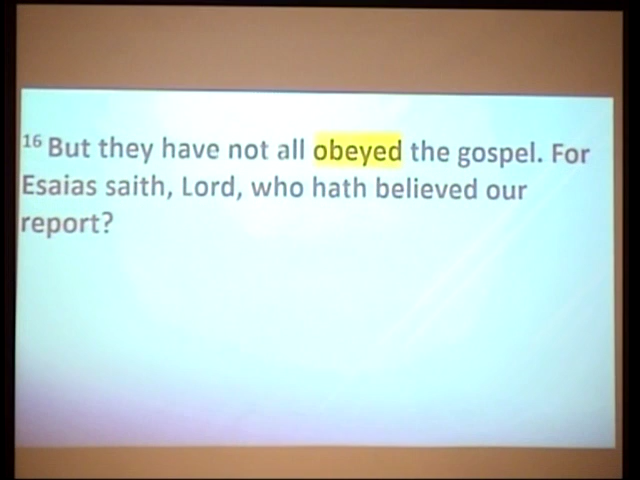 16 But they have not all obeyed the gospel. For
Esaias saith, Lord, who hath believed our
report?